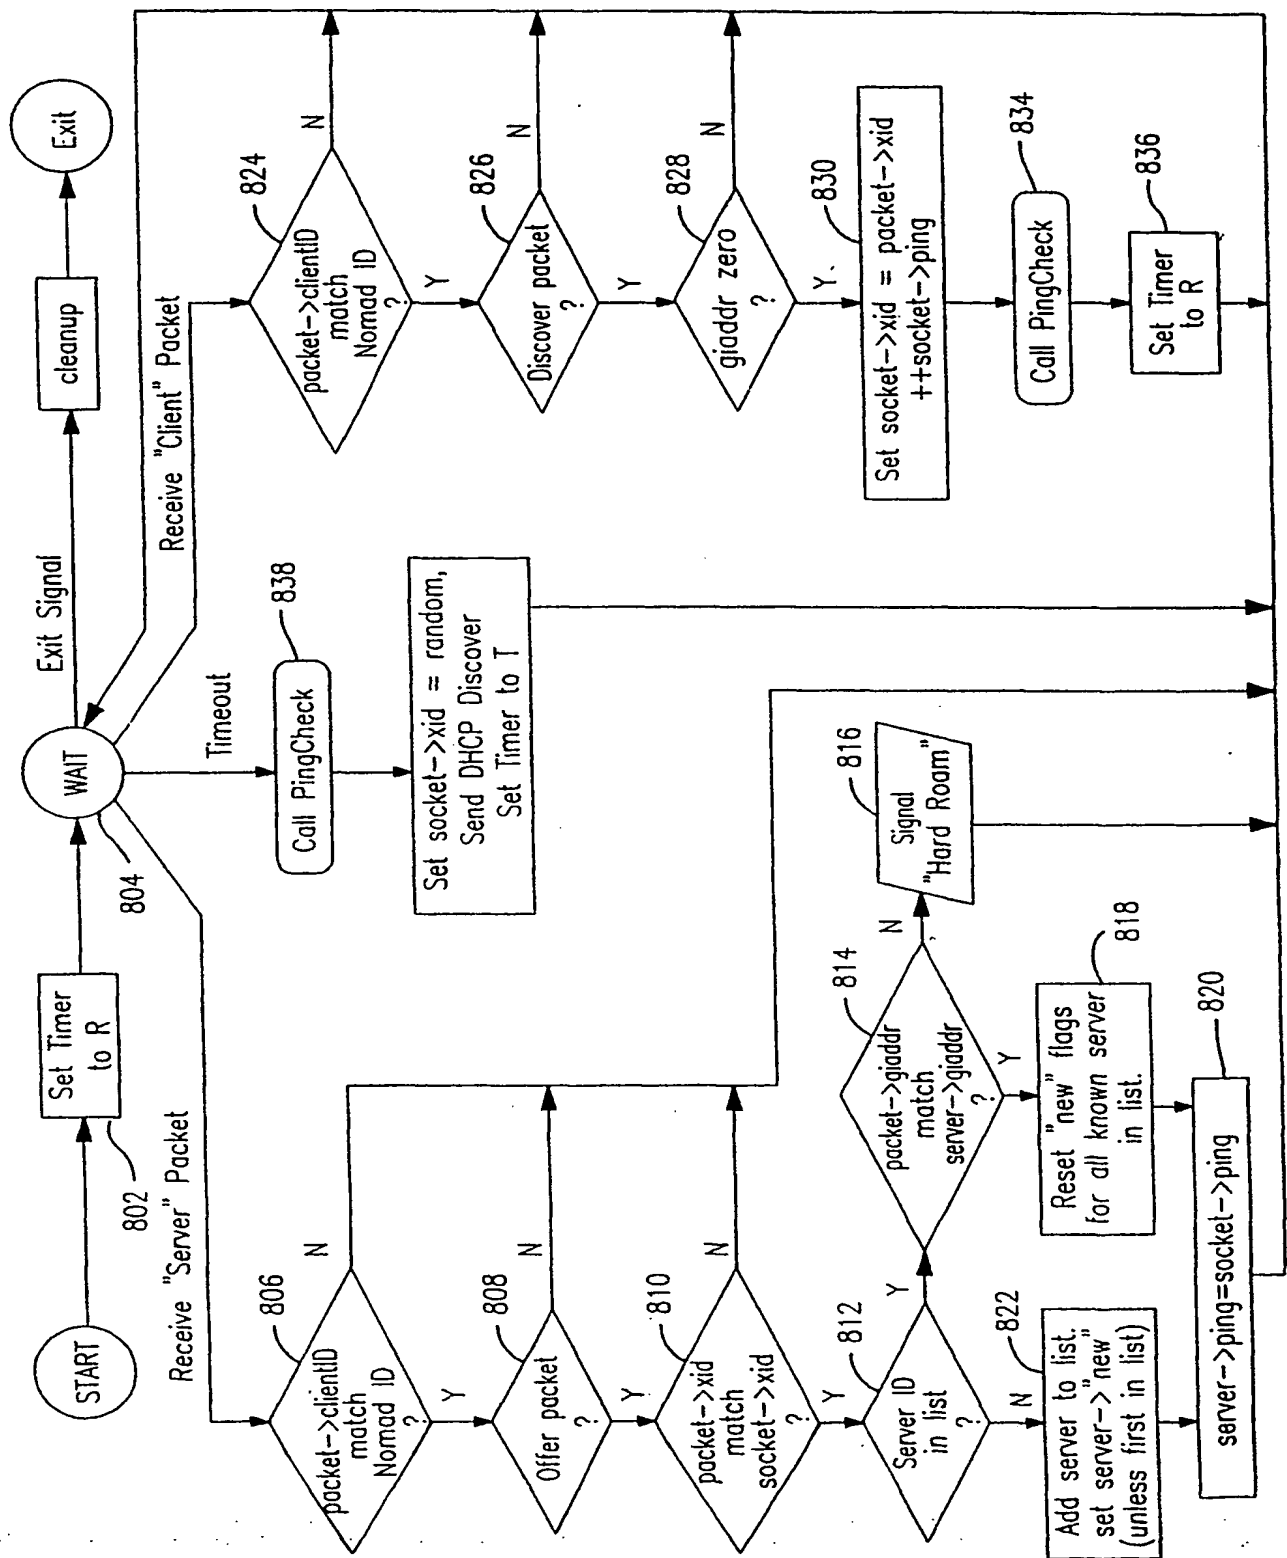 START
802
Set Timer
to R
804
WAIT
Exit Signal
cleanup
Exit
Receive "Server" Packet
Timeout
Receive "Client" Packet
806
packet->clientID
match
Nomad ID
?
N
Y
808
Offer packet
?
N
Y
810
packet->xid
match
socket->xid
?
N
Y
812
Server ID
in list
?
Y
N
814
packet->giaddr
match
server->giaddr
?
N
Y
816
Signal
"Hard Roam"
818
Reset "new" flags
for all known server
in list.
822
Add server to list.
set server->"new"
(unless first in list)
820
server->ping=socket->ping
838
Call PingCheck
Set socket->xid = random,
Send DHCP Discover
Set Timer to T
824
packet->clientID
match
Nomad ID
?
N
Y
826
Discover packet
?
N
Y
828
giaddr zero
?
N
Y.
830
Set socket->xid = packet->xid
++socket->ping
834
Call PingCheck
836
Set Timer
to R